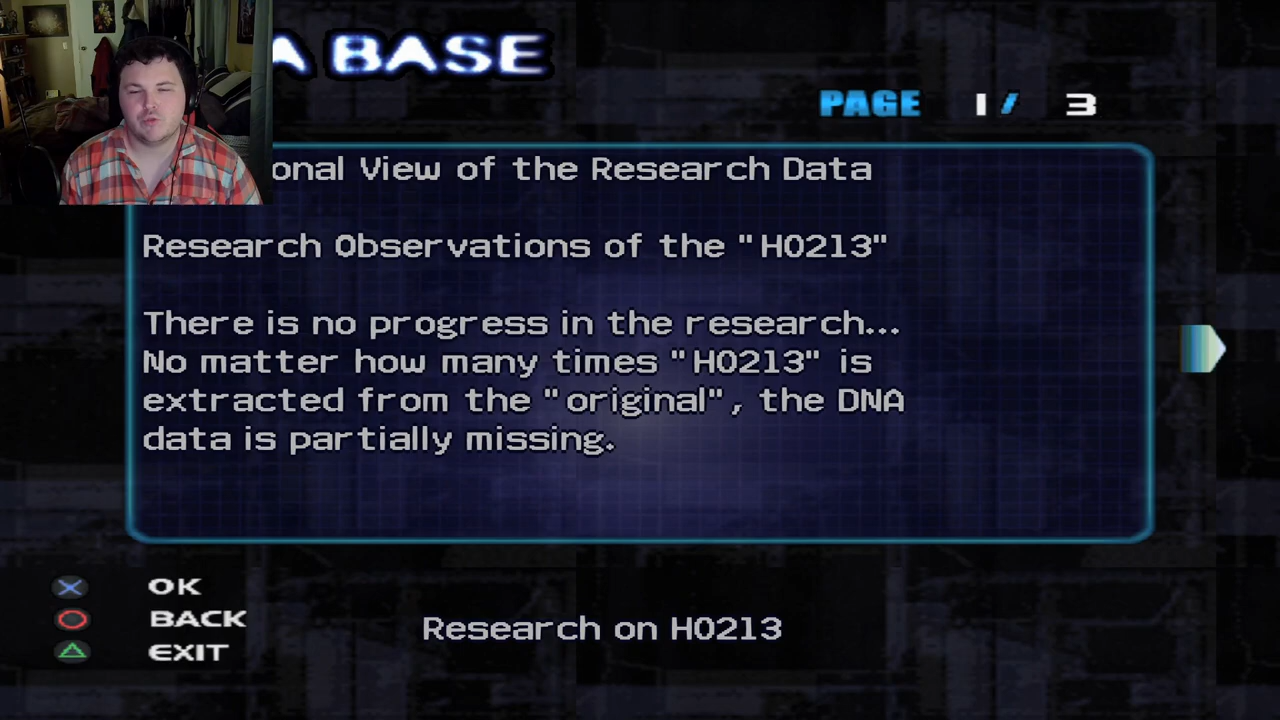 A BASE
PAGE 1 / 3
onal View of the Research Data
Research Observations of the "H0213"
There is no progress in the research...
No matter how many times "H0213" is
extracted from the "original", the DNA
data is partially missing.
OK
BACK
EXIT
Research on H0213